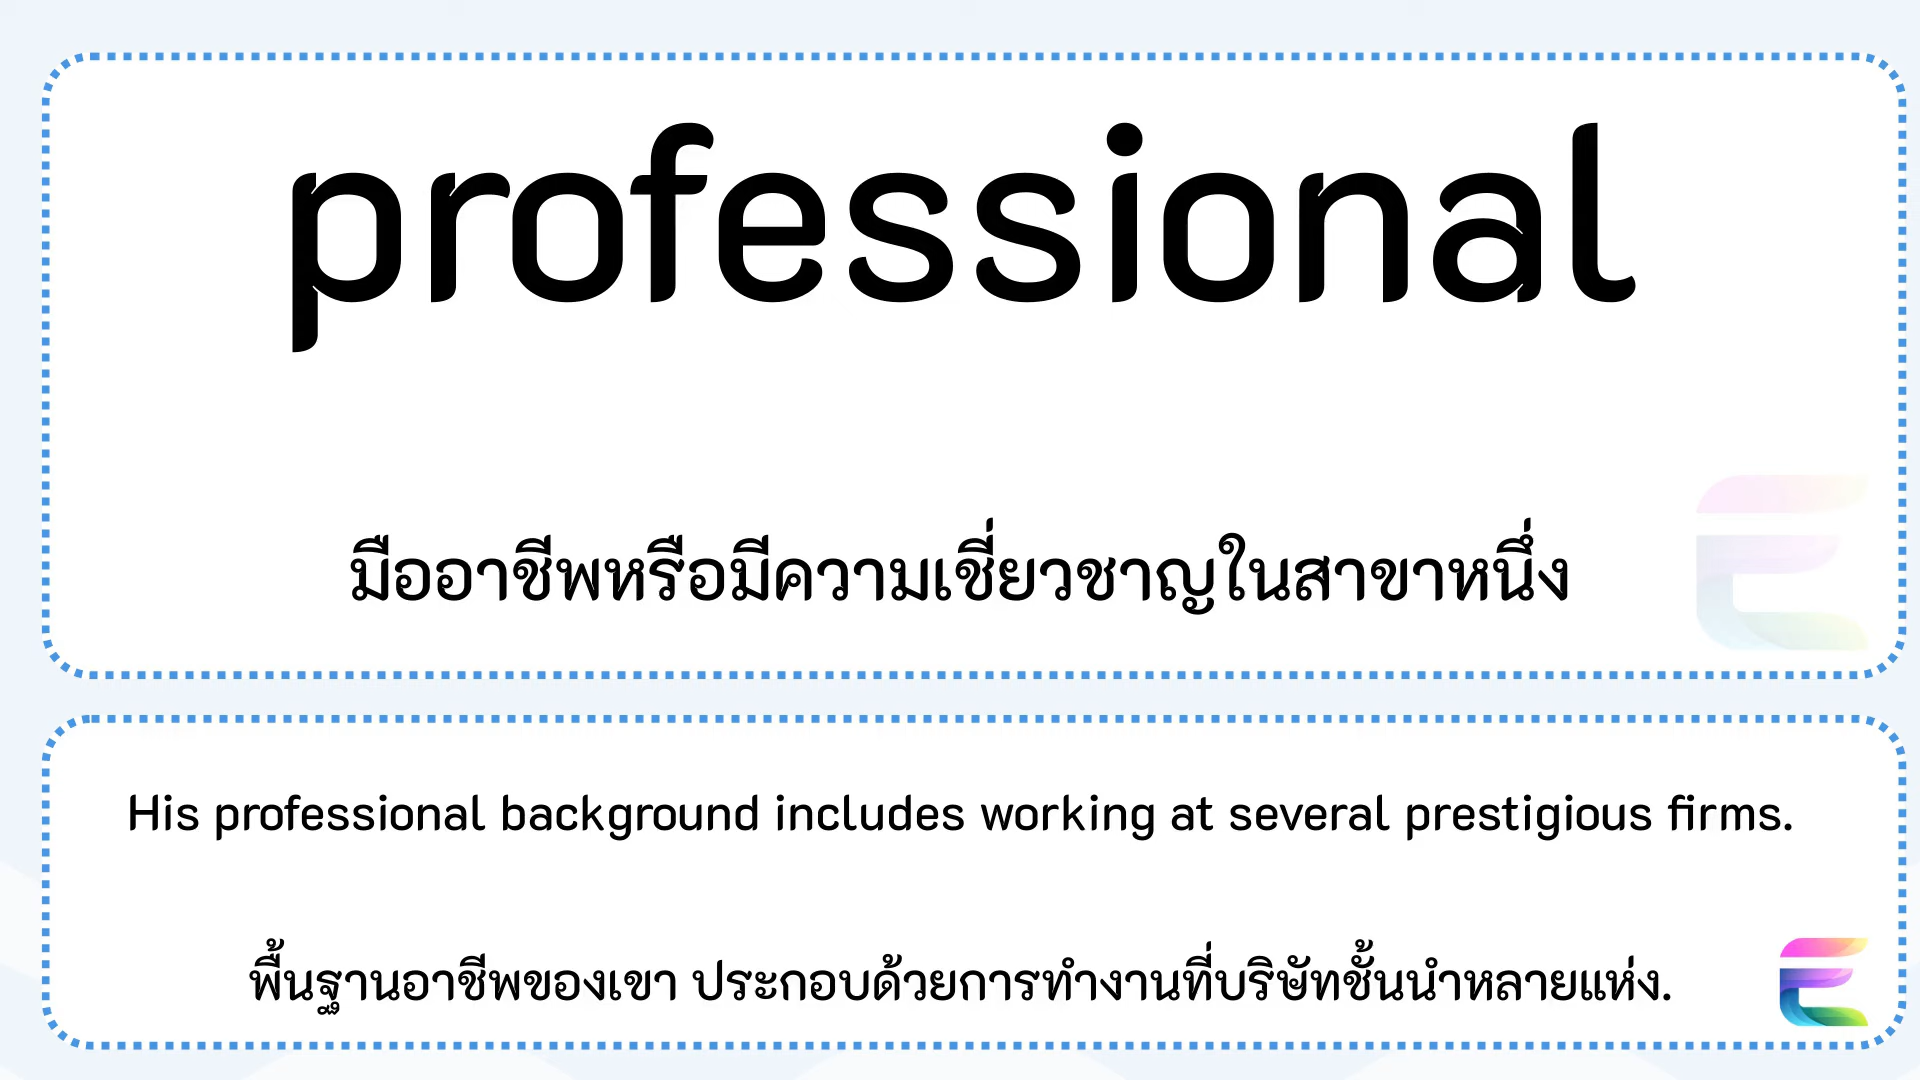 professional
มืออาชีพหรือมีความเชี่ยวชาญในสาขาหนึ่ง
His professional background includes working at several prestigious firms.
พื้นฐานอาชีพของเขา ประกอบด้วยการทำงานที่บริษัทชั้นนำหลายแห่ง.